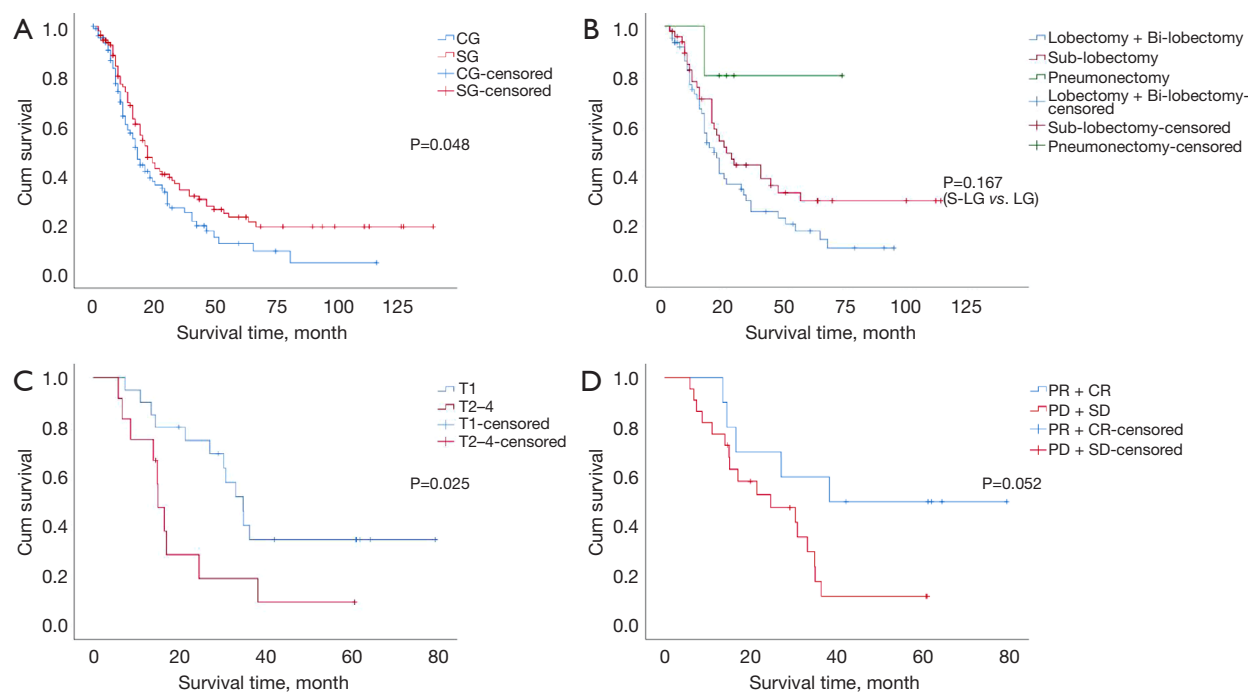 A
1.0
0.8
0.6
0.4
0.2
0.0
Cum survival
0
20
50
75
100
125
Survival time, month
CG
SG
CG-censored
SG-censored
P=0.048
B
1.0
0.8
0.6
0.4
0.2
0.0
Cum survival
0
20
50
75
100
125
Survival time, month
Lobectomy + Bi-lobectomy
Sub-lobectomy
Pneumonectomy
Lobectomy + Bi-lobectomy-
censored
Sub-lobectomy-censored
Pneumonectomy-censored
P=0.167
(S-LG vs. LG)
C
1.0
0.8
0.6
0.4
0.2
0.0
Cum survival
0
20
40
60
80
Survival time, month
T1
T2–4
T1-censored
T2–4-censored
P=0.025
D
1.0
0.8
0.6
0.4
0.2
0.0
Cum survival
0
20
40
60
80
Survival time, month
PR + CR
PD + SD
PR + CR-censored
PD + SD-censored
P=0.052